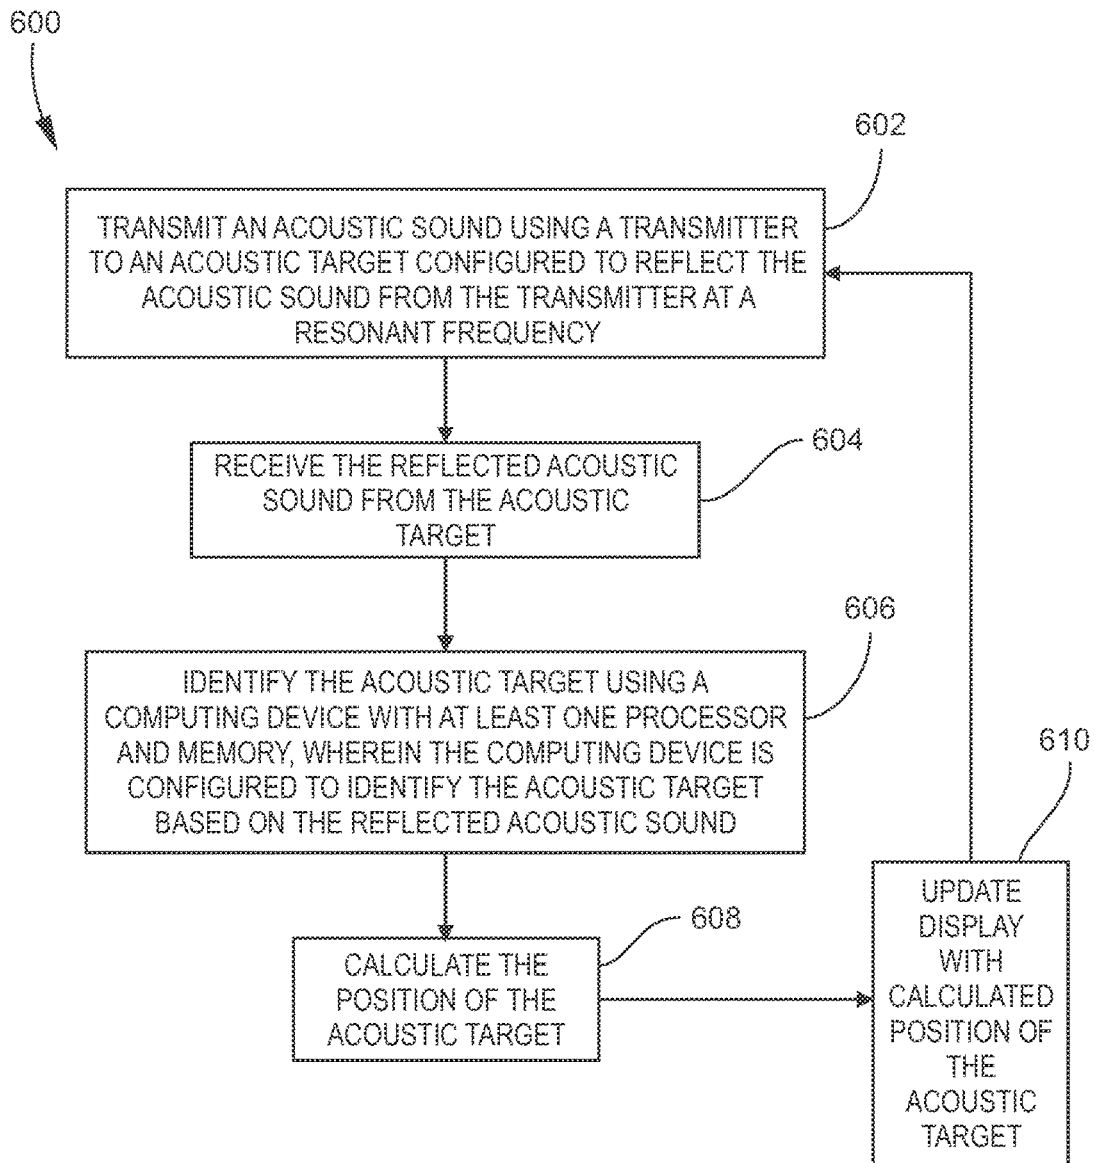 600
602
TRANSMIT AN ACOUSTIC SOUND USING A TRANSMITTER
TO AN ACOUSTIC TARGET CONFIGURED TO REFLECT THE
ACOUSTIC SOUND FROM THE TRANSMITTER AT A
RESONANT FREQUENCY
604
RECEIVE THE REFLECTED ACOUSTIC
SOUND FROM THE ACOUSTIC
TARGET
606
IDENTIFY THE ACOUSTIC TARGET USING A
COMPUTING DEVICE WITH AT LEAST ONE PROCESSOR
AND MEMORY, WHEREIN THE COMPUTING DEVICE IS
CONFIGURED TO IDENTIFY THE ACOUSTIC TARGET
BASED ON THE REFLECTED ACOUSTIC SOUND
608
CALCULATE THE
POSITION OF THE
ACOUSTIC TARGET
610
UPDATE
DISPLAY
WITH
CALCULATED
POSITION OF
THE
ACOUSTIC
TARGET